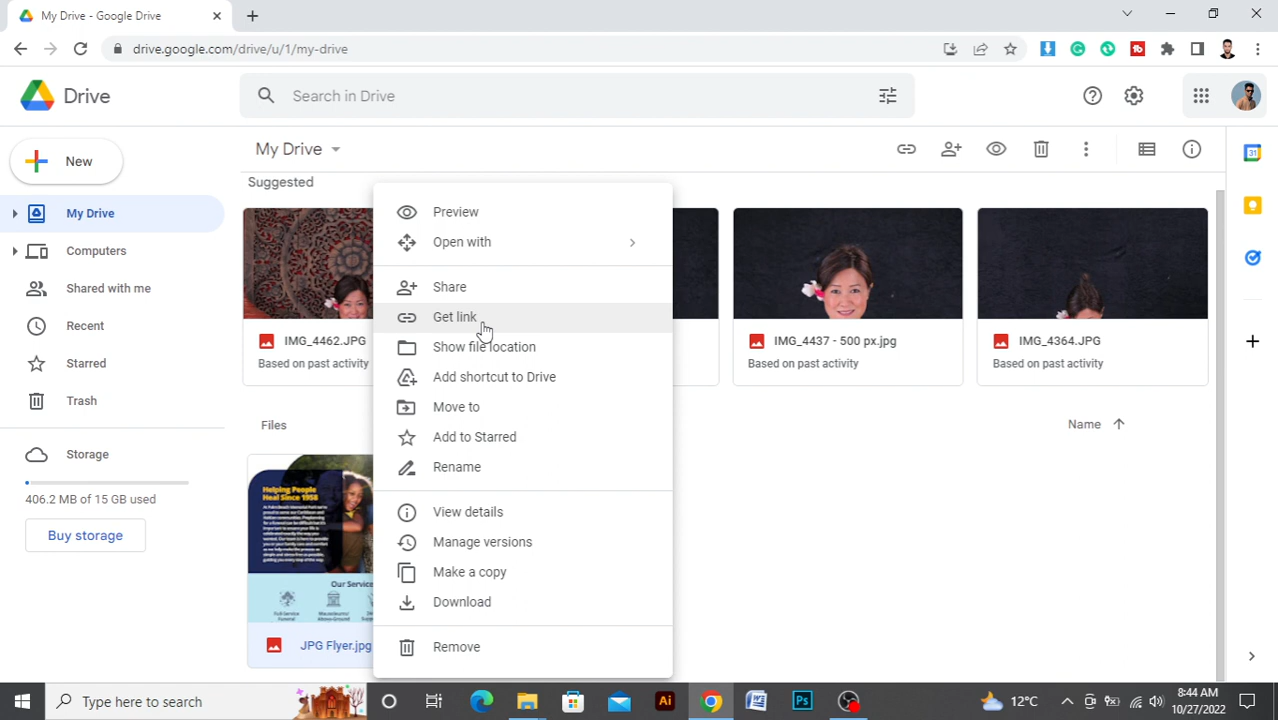 My Drive - Google Drive
drive.google.com/drive/u/1/my-drive
Drive
Search in Drive
31
New
My Drive
My Drive
Computers
Shared with me
Recent
Starred
Trash
Storage
406.2 MB of 15 GB used
Buy storage
Suggested
IMG_4462.JPG
Based on past activity
IMG_4437 - 500 px.jpg
Based on past activity
IMG_4364.JPG
Based on past activity
Files
Name
Helping People
Heal Since 1958
Our Service
JPG Flyer.jpg
Preview
Open with
Share
Get link
Show file location
Add shortcut to Drive
Move to
Add to Starred
Rename
View details
Manage versions
Make a copy
Download
Remove
Type here to search
Ai
Ps
12°C
8:44 AM
10/27/2022